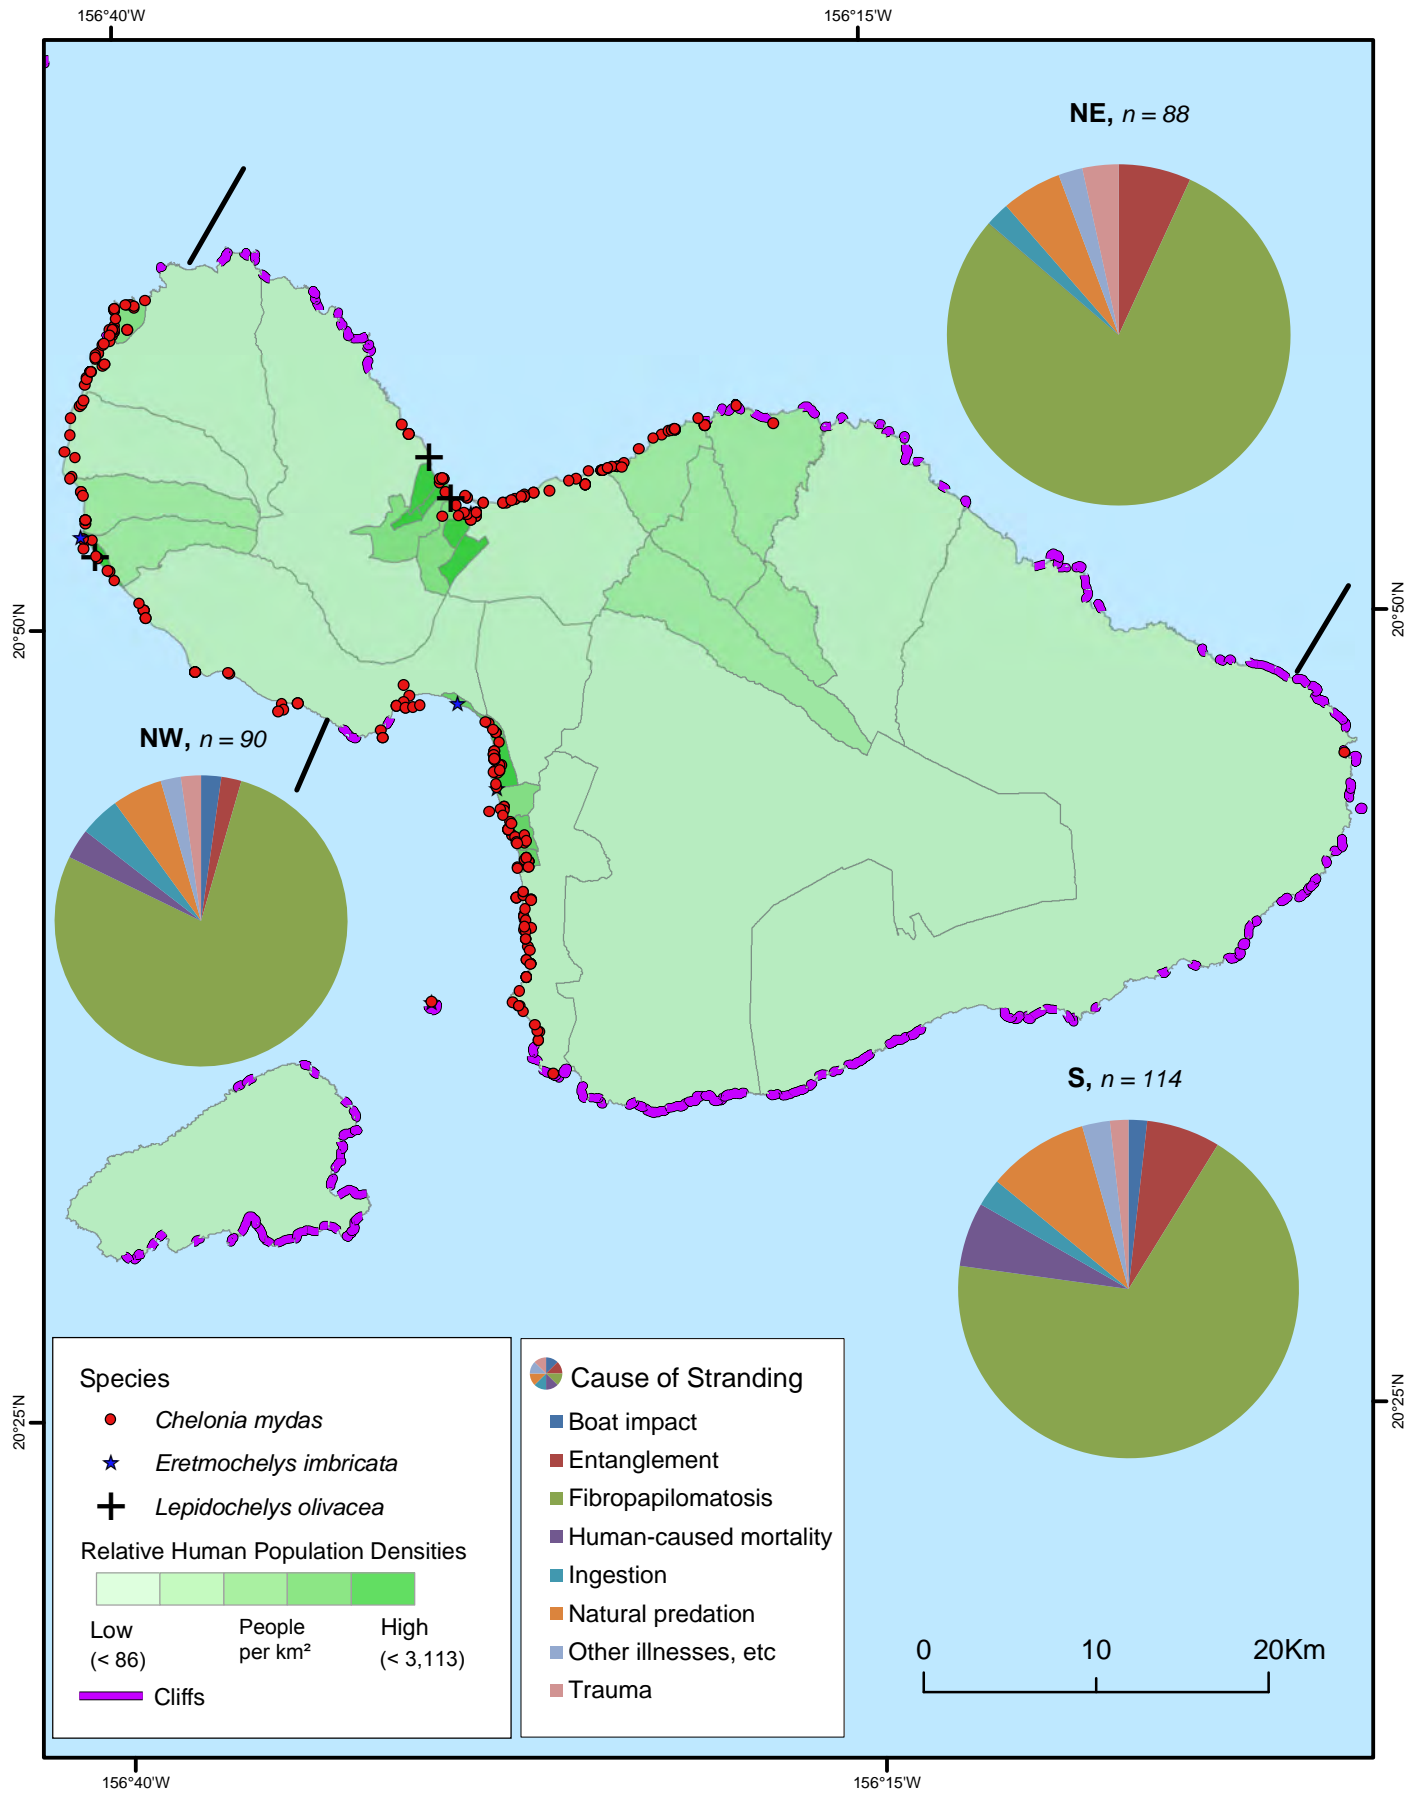 156°40'W
156°15'W
NE, n = 88
20°50'N
20°50'N
NW, n = 90
S, n = 114
Species
Chelonia mydas
Eretmochelys imbricata
Lepidochelys olivacea
Relative Human Population Densities
Low
(< 86)
People
per km²
High
(< 3,113)
Cliffs
Cause of Stranding
Boat impact
Entanglement
Fibropapilomatosis
Human-caused mortality
Ingestion
Natural predation
Other illnesses, etc
Trauma
20°25'N
20°25'N
0 10 20Km
156°40'W
156°15'W